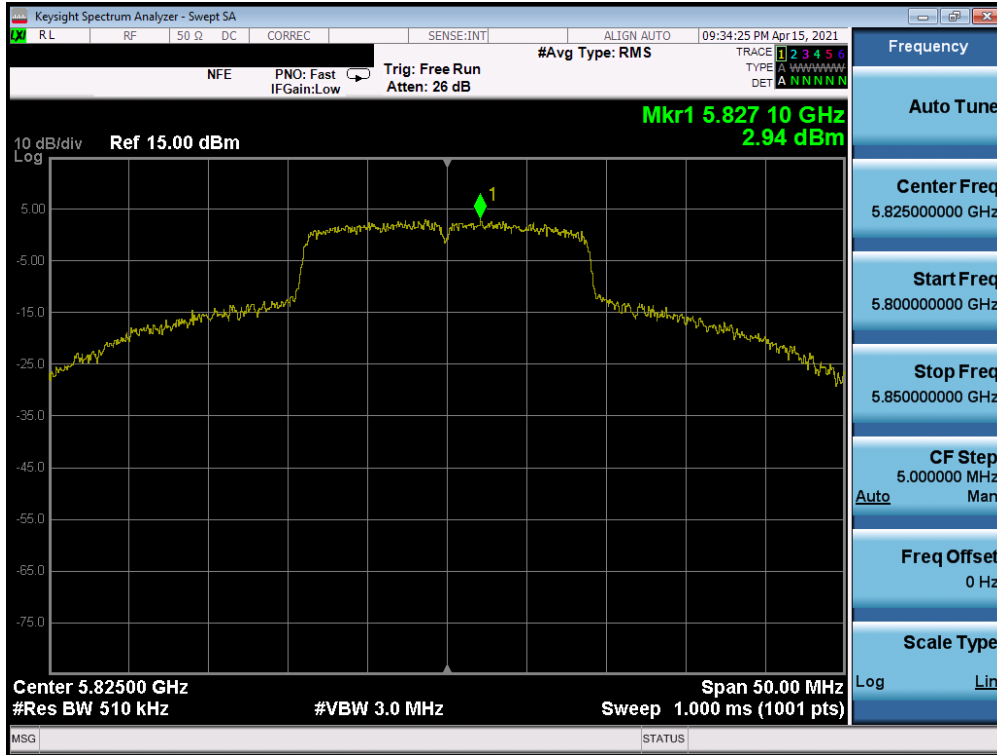 Keysight Spectrum Analyzer - Swept SA
LXI RL RF 50 Ω DC CORREC SENSE:INT ALIGN AUTO 09:34:25 PM Apr 15, 2021
NFE PNO: Fast IFGain:Low Trig: Free Run Atten: 26 dB #Avg Type: RMS
TRACE 1 2 3 4 5 6
TYPE A WWWWW
DET A N N N N N
Mkr1 5.827 10 GHz
2.94 dBm
10 dB/div Ref 15.00 dBm
Log
1
5.00
-5.00
-15.0
-25.0
-35.0
-45.0
-55.0
-65.0
-75.0
Center 5.82500 GHz Span 50.00 MHz
#Res BW 510 kHz #VBW 3.0 MHz Sweep 1.000 ms (1001 pts)
MSG STATUS
Frequency
Auto Tune
Center Freq
5.825000000 GHz
Start Freq
5.800000000 GHz
Stop Freq
5.850000000 GHz
CF Step
5.000000 MHz
Auto Man
Freq Offset
0 Hz
Scale Type
Log Lin